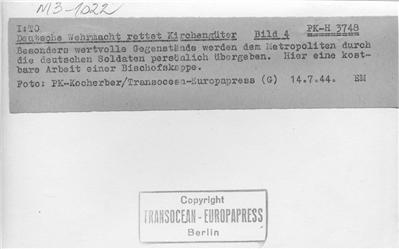 M3-1022
I:TO
Deutsche Wehrmacht rettet Kirchengüter Bild 4 PK-H 3748
Besonders wertvolle Gegenstände werden dem Metropoliten durch
die deutschen Soldaten persönlich übergeben. Hier eine kost-
bare Arbeit einer Bischofskappe.
Foto: PK-Kocherber/Transocean-Europapress (G) 14.7.44. EM
Copyright
TRANSOCEAN-EUROPAPRESS
Berlin